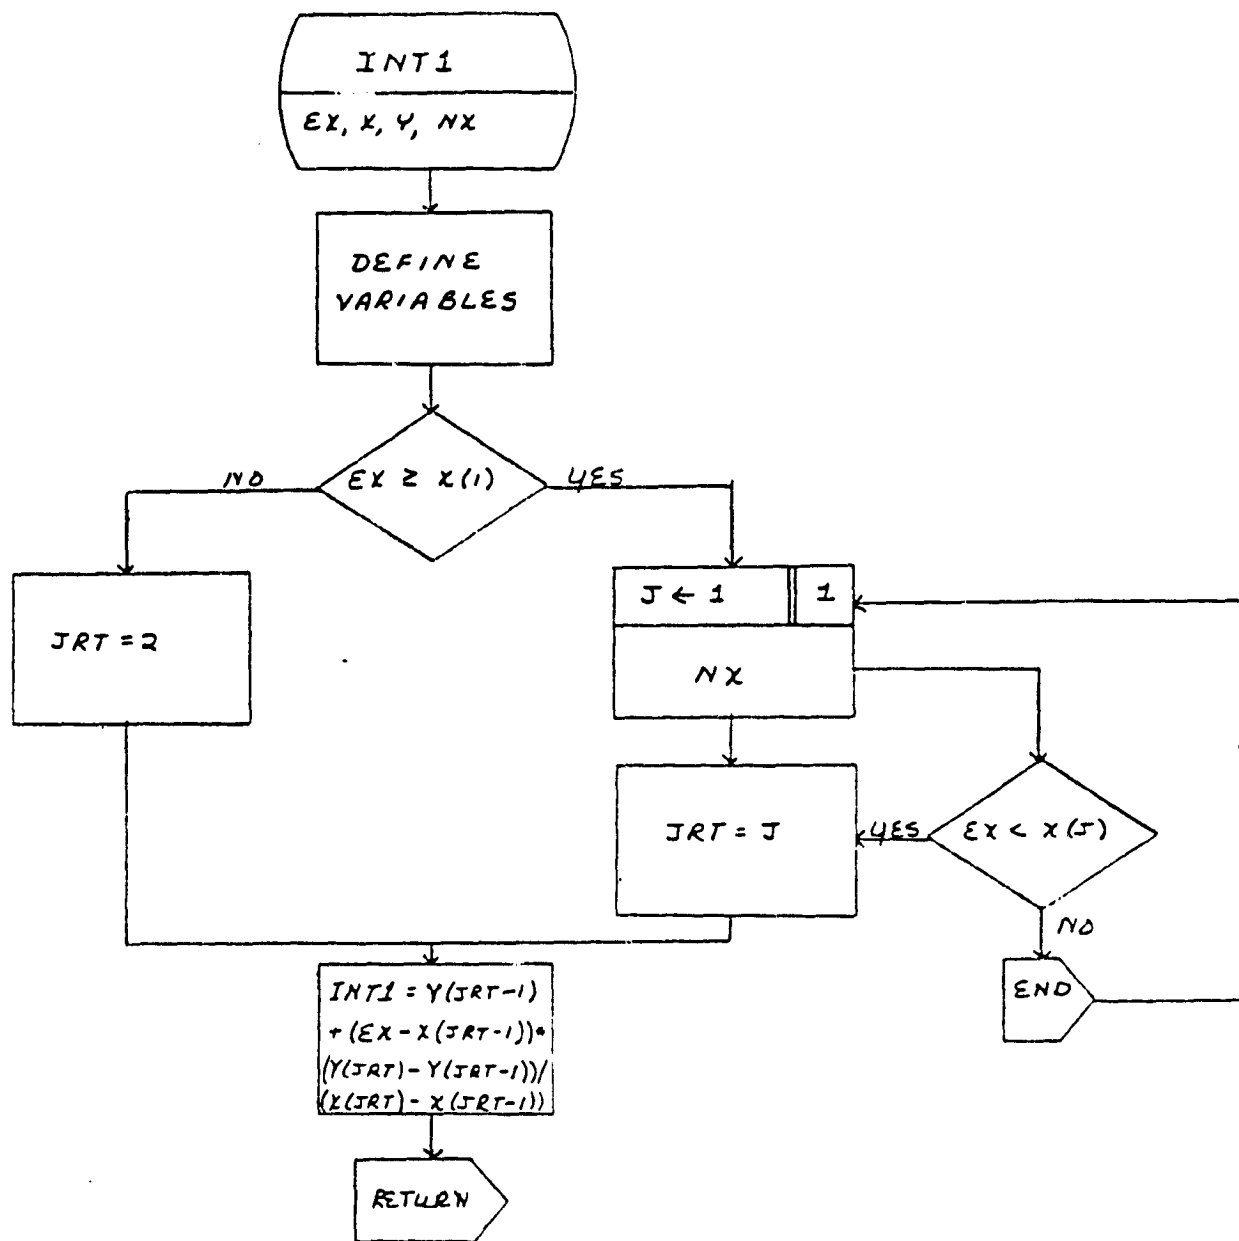 INT1
EX, X, Y, NX
DEFINE
VARIABLES
EX ≥ X(1)
NO
YES
JRT = 2
J ← 1
1
NX
JRT = J
YES
EX < X(J)
NO
END
INT1 = Y(JRT-1)
+ (EX - X(JRT-1))*
(Y(JRT) - Y(JRT-1))/
(X(JRT) - X(JRT-1))
RETURN